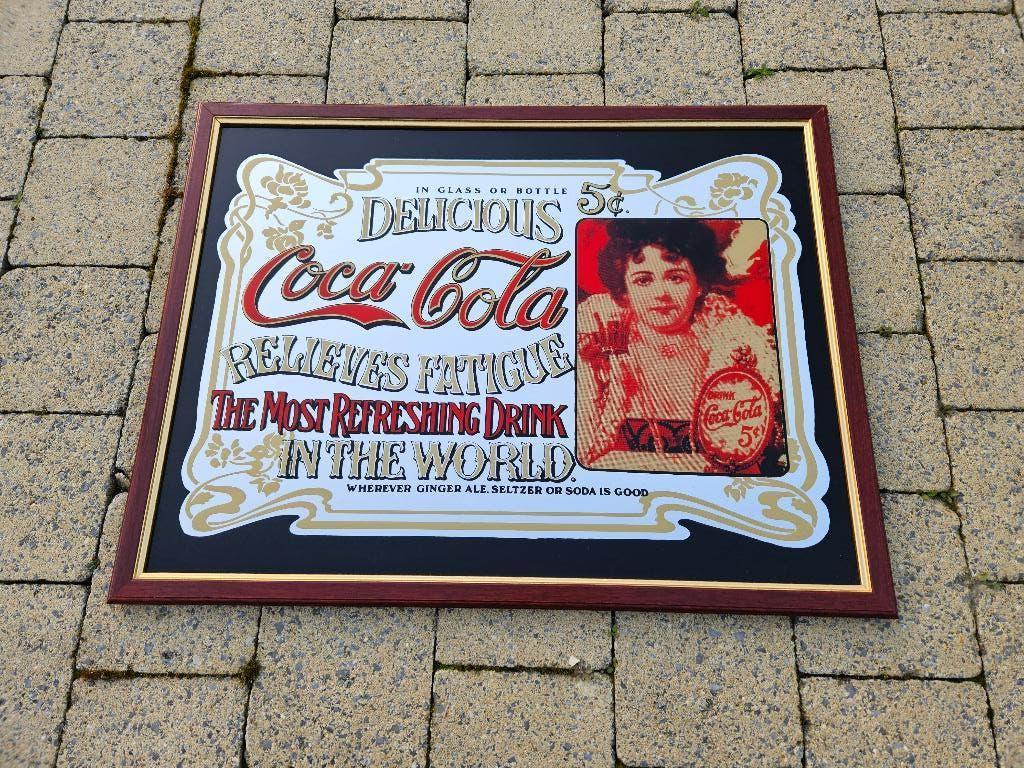 IN GLASS OR BOTTLE 5¢.
DELICIOUS
Coca-Cola
RELIEVES FATIGUE
THE MOST REFRESHING DRINK
IN THE WORLD.
WHEREVER GINGER ALE, SELTZER OR SODA IS GOOD
DRINK
Coca-Cola
5¢